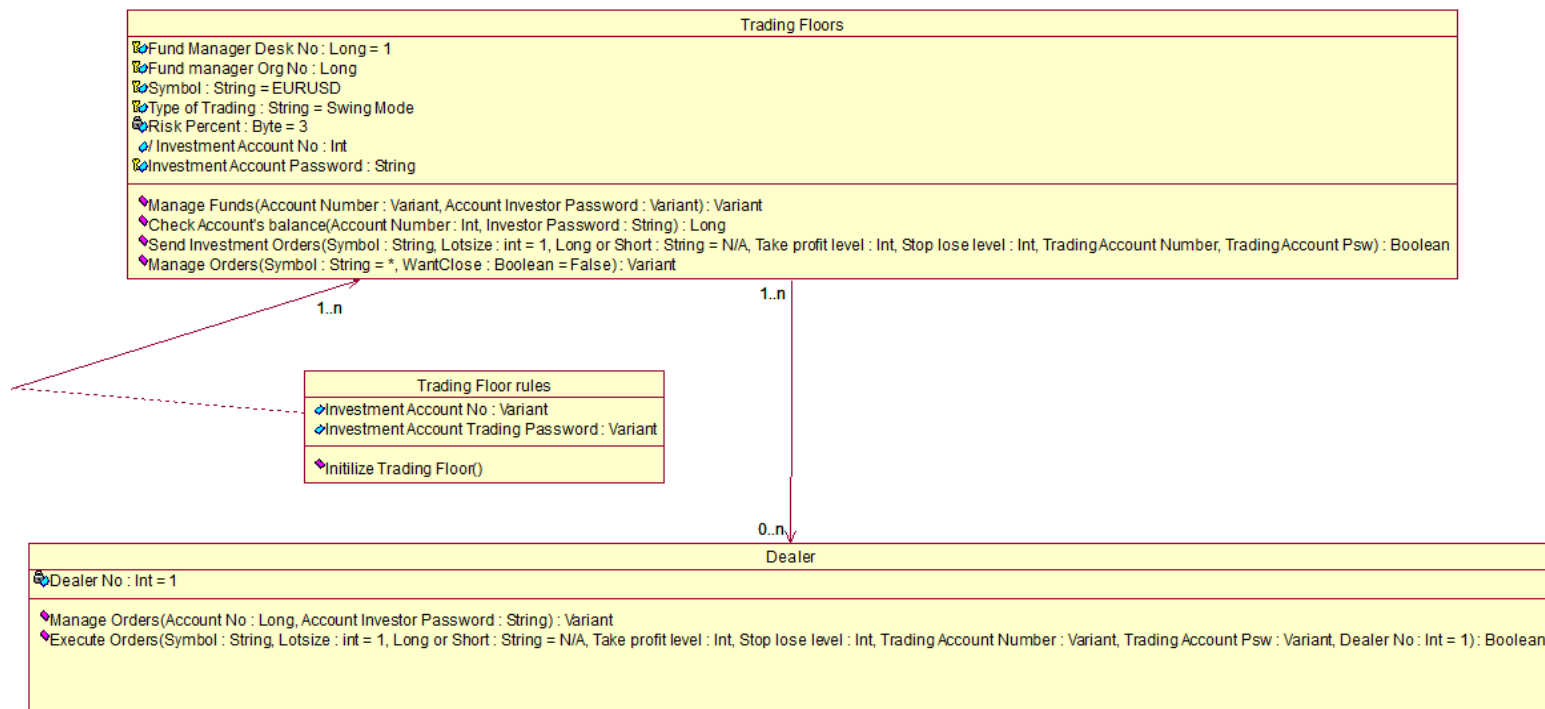 Trading Floors
Fund Manager Desk No : Long = 1
Fund manager Org No : Long
Symbol : String = EURUSD
Type of Trading : String = Swing Mode
Risk Percent : Byte = 3
/ Investment Account No : Int
Investment Account Password : String
Manage Funds(Account Number : Variant, Account Investor Password : Variant) : Variant
Check Account's balance(Account Number : Int, Investor Password : String) : Long
Send Investment Orders(Symbol : String, Lotsize : int = 1, Long or Short : String = N/A, Take profit level : Int, Stop lose level : Int, Trading Account Number, Trading Account Psw) : Boolean
Manage Orders(Symbol : String = *, WantClose : Boolean = False) : Variant
1..n
1..n
Trading Floor rules
Investment Account No : Variant
Investment Account Trading Password : Variant
Initilize Trading Floor()
0..n
Dealer
Dealer No : Int = 1
Manage Orders(Account No : Long, Account Investor Password : String) : Variant
Execute Orders(Symbol : String, Lotsize : int = 1, Long or Short : String = N/A, Take profit level : Int, Stop lose level : Int, Trading Account Number : Variant, Trading Account Psw : Variant, Dealer No : Int = 1) : Boolean